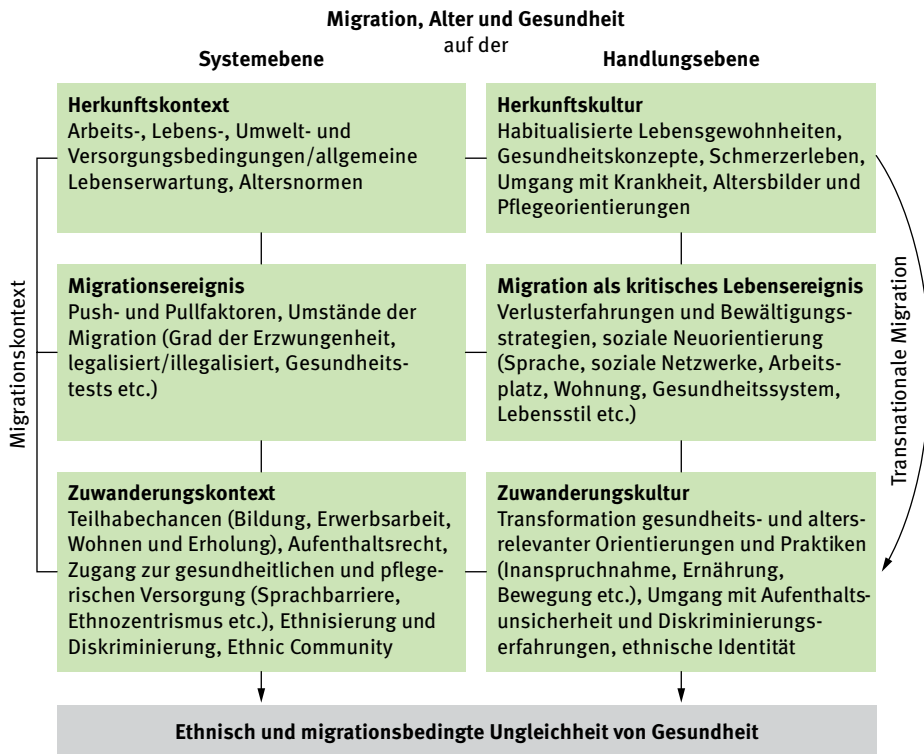 Migration, Alter und Gesundheit
auf der
Systemebene
Handlungsebene
Herkunftskontext
Arbeits-, Lebens-, Umwelt- und
Versorgungsbedingungen/allgemeine
Lebenserwartung, Altersnormen
Herkunftskultur
Habitualisierte Lebensgewohnheiten,
Gesundheitskonzepte, Schmerzerleben,
Umgang mit Krankheit, Altersbilder und
Pflegeorientierungen
Migrationsereignis
Push- und Pullfaktoren, Umstände der
Migration (Grad der Erzwungenheit,
legalisiert/illegalisiert, Gesundheits-
tests etc.)
Migration als kritisches Lebensereignis
Verlusterfahrungen und Bewältigungs-
strategien, soziale Neuorientierung
(Sprache, soziale Netzwerke, Arbeits-
platz, Wohnung, Gesundheitssystem,
Lebensstil etc.)
Zuwanderungskontext
Teilhabechancen (Bildung, Erwerbsarbeit,
Wohnen und Erholung), Aufenthaltsrecht,
Zugang zur gesundheitlichen und pflege-
rischen Versorgung (Sprachbarriere,
Ethnozentrismus etc.), Ethnisierung und
Diskriminierung, Ethnic Community
Zuwanderungskultur
Transformation gesundheits- und alters-
relevanter Orientierungen und Praktiken
(Inanspruchnahme, Ernährung,
Bewegung etc.), Umgang mit Aufenthalts-
unsicherheit und Diskriminierungs-
erfahrungen, ethnische Identität
Migrationskontext
Transnationale Migration
Ethnisch und migrationsbedingte Ungleichheit von Gesundheit